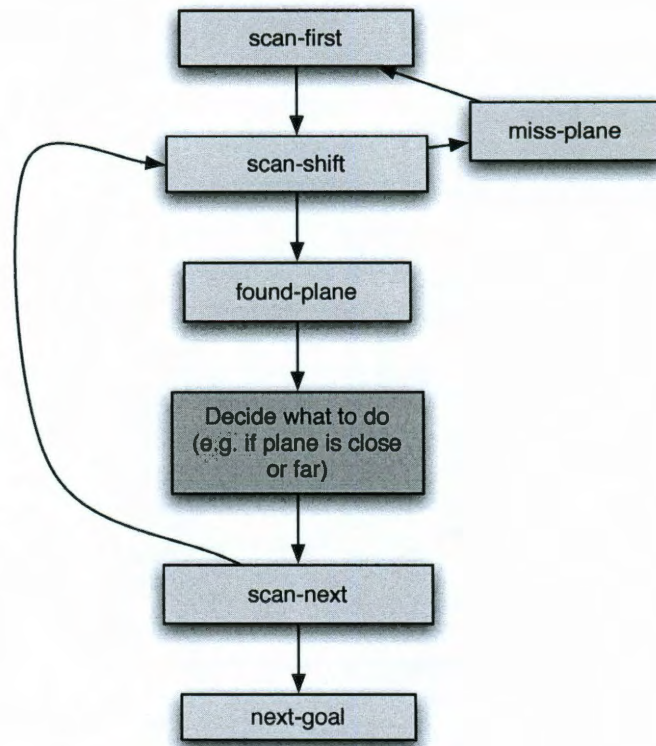 scan-first
miss-plane
scan-shift
found-plane
Decide what to do
(e.g. if plane is close
or far)
scan-next
next-goal